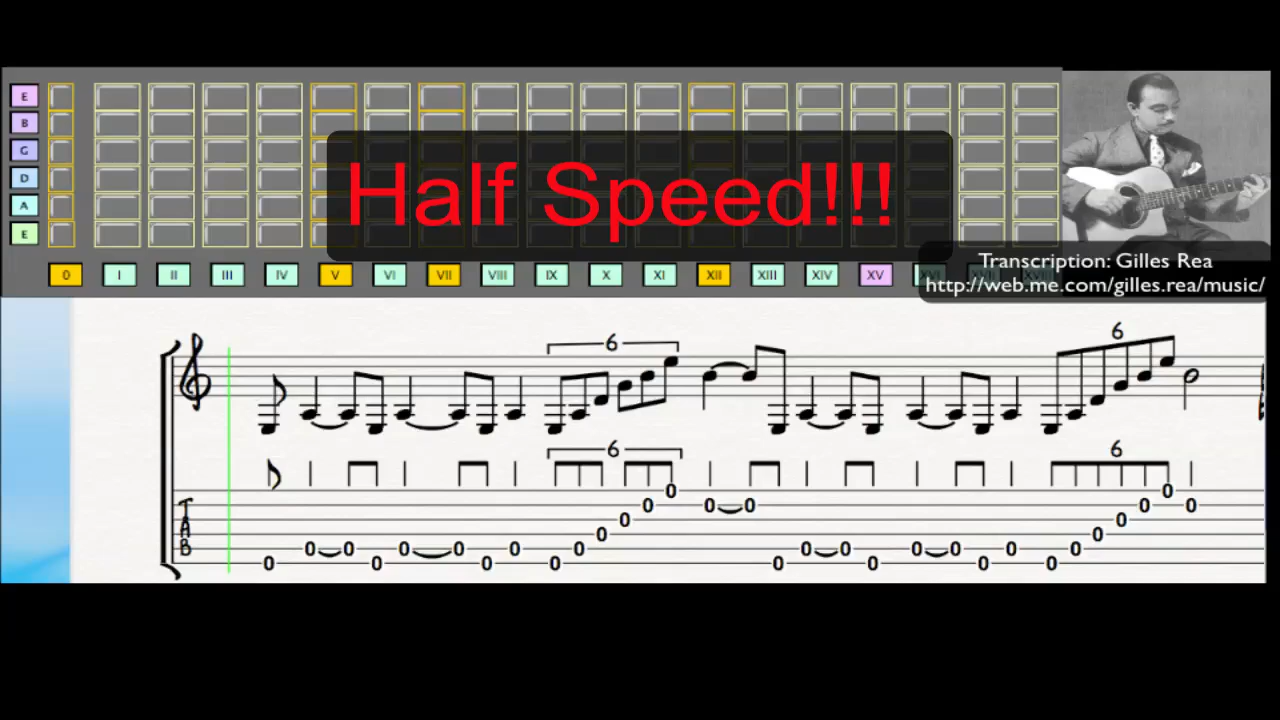 E
B
G
D
A
E
Half Speed!!!
0 I II III IV V VI VII VIII IX X XI XII XIII XIV XV XVI XVII
Transcription: Gilles Rea
http://web.me.com/gilles.rea/music/
6 6
6 6
T
A
B
0 0
0 0 0 0 0
0 0
0 0
0 0 0 0 0 0 0 0 0 0 0 0
0 0 0 0 0 0 0 0